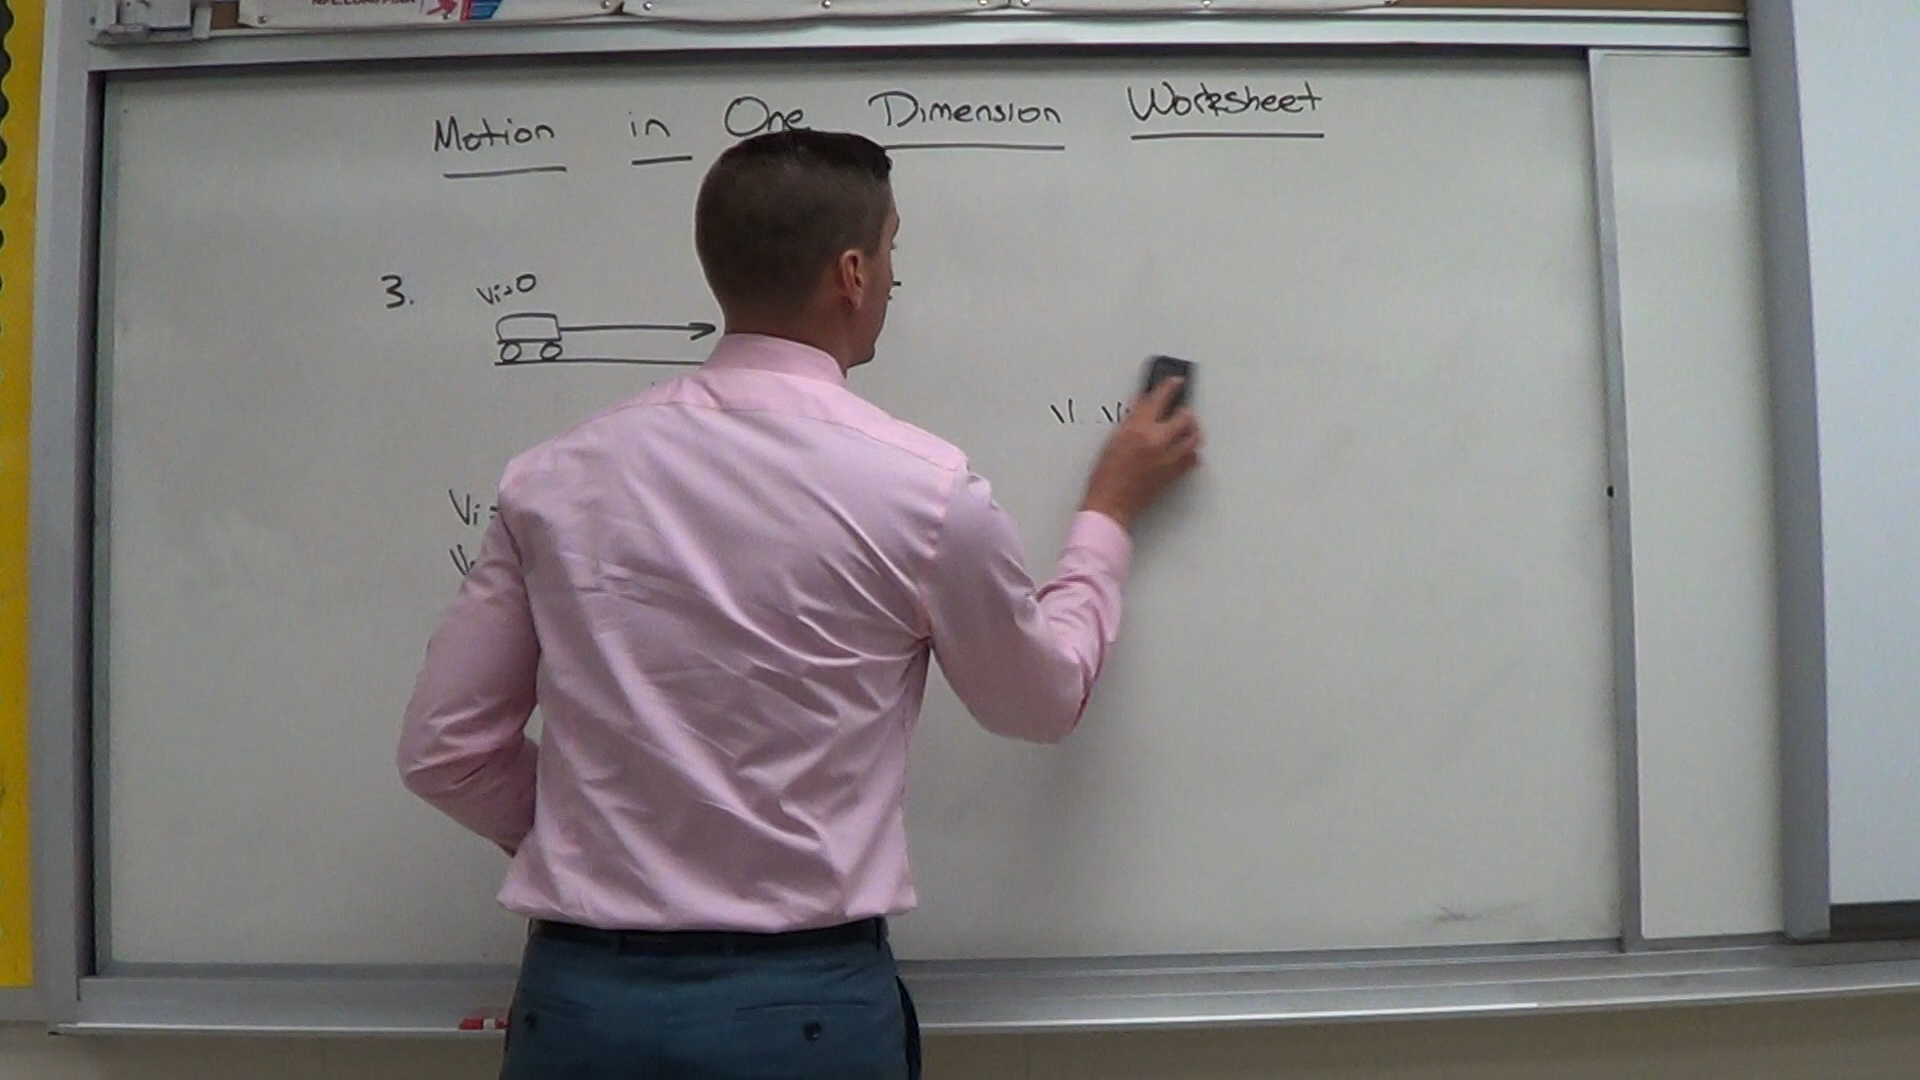 Motion in One Dimension Worksheet
3. Vi=0
Vi =